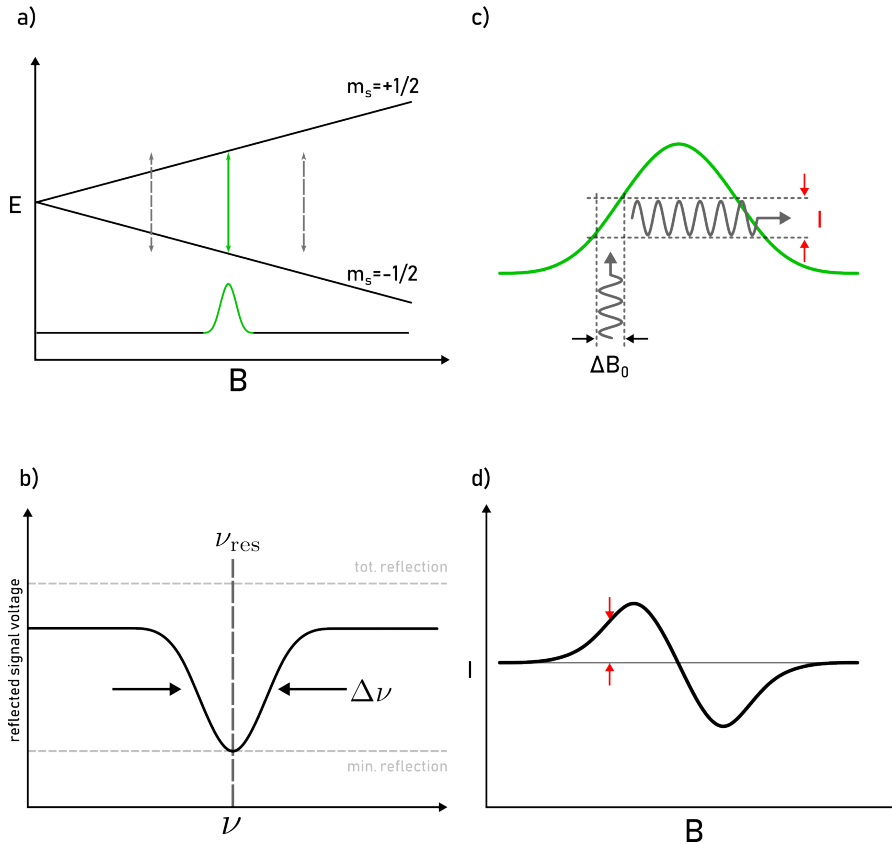 a)
E
m_s=+1/2
m_s=-1/2
B
c)
I
ΔB_0
b)
reflected signal voltage
ν_res
tot. reflection
Δν
min. reflection
ν
d)
I
B